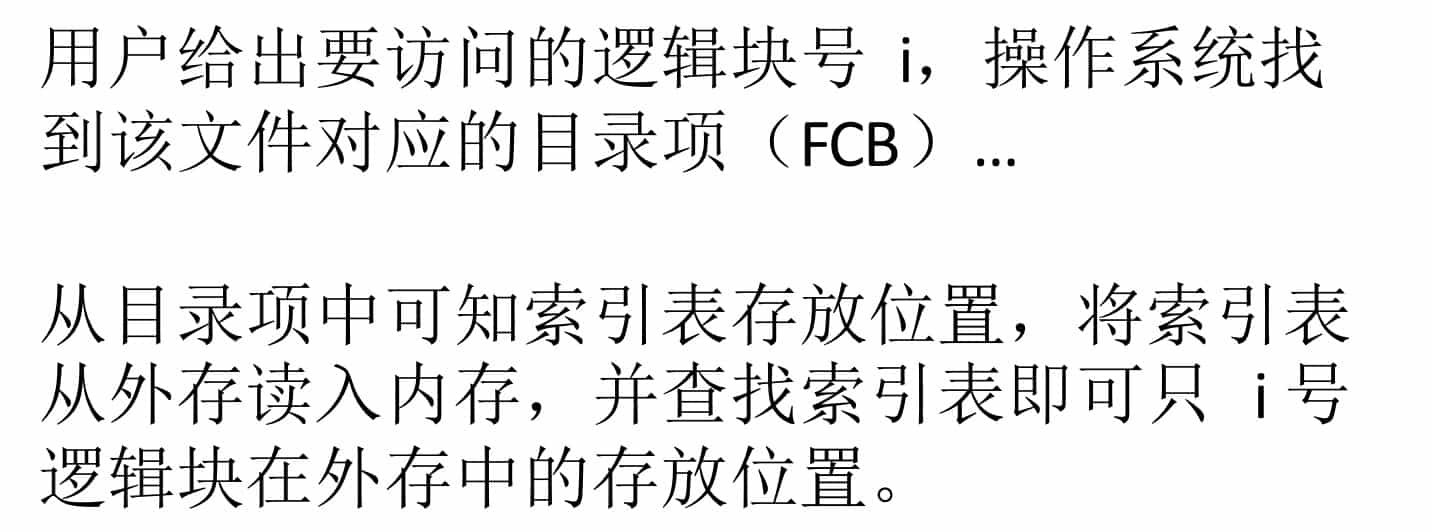 用户给出要访问的逻辑块号 i，操作系统找
到该文件对应的目录项（FCB）...
从目录项中可知索引表存放位置，将索引表
从外存读入内存，并查找索引表即可只 i 号
逻辑块在外存中的存放位置。